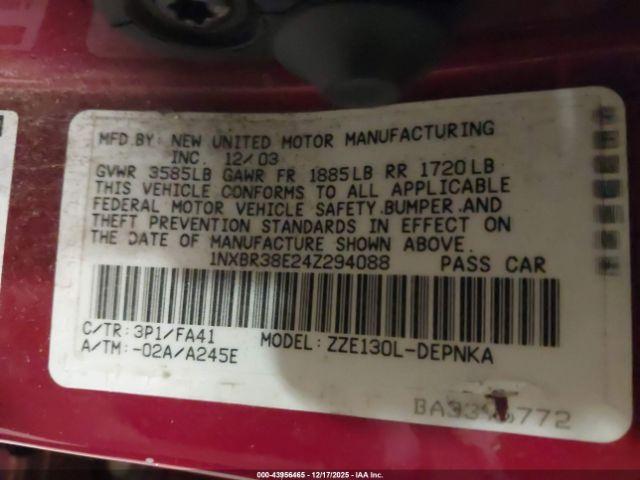 MFD.BY: NEW UNITED MOTOR MANUFACTURING
INC. 12/03
GVWR 3585LB GAWR FR 1885LB RR 1720LB
THIS VEHICLE CONFORMS TO ALL APPLICABLE
FEDERAL MOTOR VEHICLE SAFETY,BUMPER,AND
THEFT PREVENTION STANDARDS IN EFFECT ON
THE DATE OF MANUFACTURE SHOWN ABOVE.
1NXBR38E24Z294088 PASS CAR
C/TR: 3P1/FA41 MODEL: ZZE130L-DEPNKA
A/TM: -02A/A245E
000-43956465 - 12/17/2025 - IAA Inc.